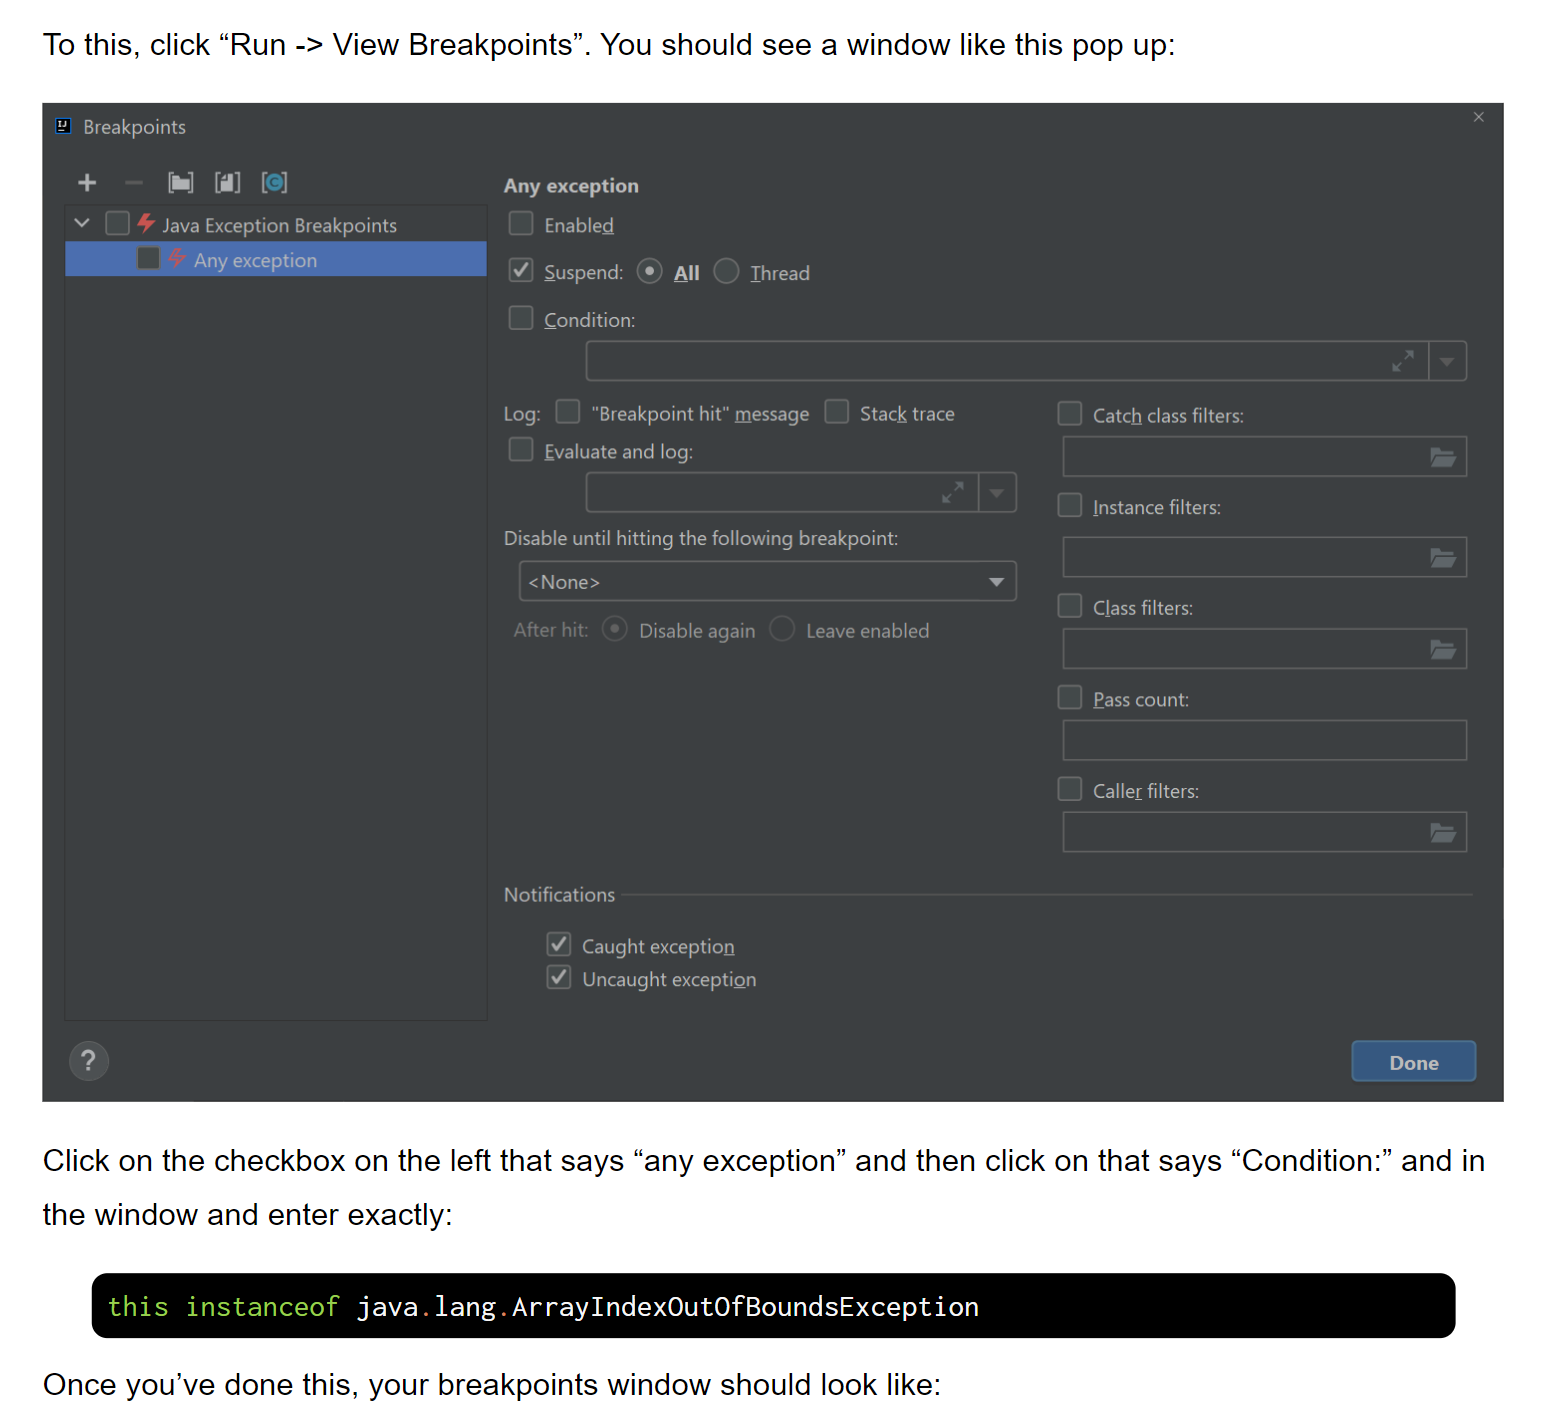 To this, click “Run -> View Breakpoints”. You should see a window like this pop up:
IJ Breakpoints
Java Exception Breakpoints
Any exception
Any exception
Enabled
Suspend: All Thread
Condition:
Log: "Breakpoint hit" message Stack trace
Evaluate and log:
Disable until hitting the following breakpoint:
<None>
After hit: Disable again Leave enabled
Catch class filters:
Instance filters:
Class filters:
Pass count:
Caller filters:
Notifications
Caught exception
Uncaught exception
?
Done
Click on the checkbox on the left that says “any exception” and then click on that says “Condition:” and in
the window and enter exactly:
this instanceof java.lang.ArrayIndexOutOfBoundsException
Once you’ve done this, your breakpoints window should look like: